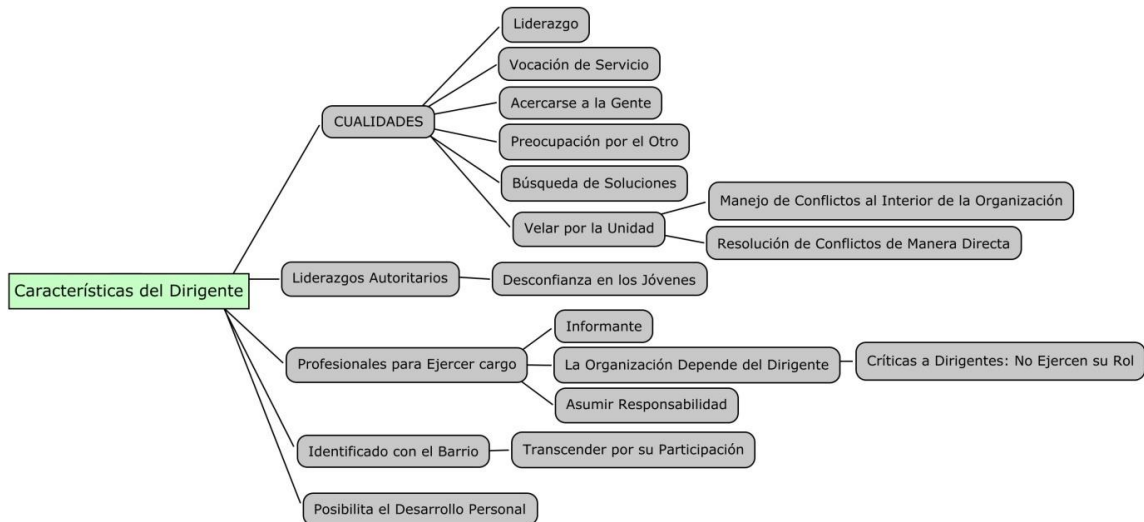 Características del Dirigente
CUALIDADES
Liderazgo
Vocación de Servicio
Acercarse a la Gente
Preocupación por el Otro
Búsqueda de Soluciones
Velar por la Unidad
Manejo de Conflictos al Interior de la Organización
Resolución de Conflictos de Manera Directa
Liderazgos Autoritarios
Desconfianza en los Jóvenes
Profesionales para Ejercer cargo
Informante
La Organización Depende del Dirigente
Críticas a Dirigentes: No Ejercen su Rol
Asumir Responsabilidad
Identificado con el Barrio
Transcender por su Participación
Posibilita el Desarrollo Personal